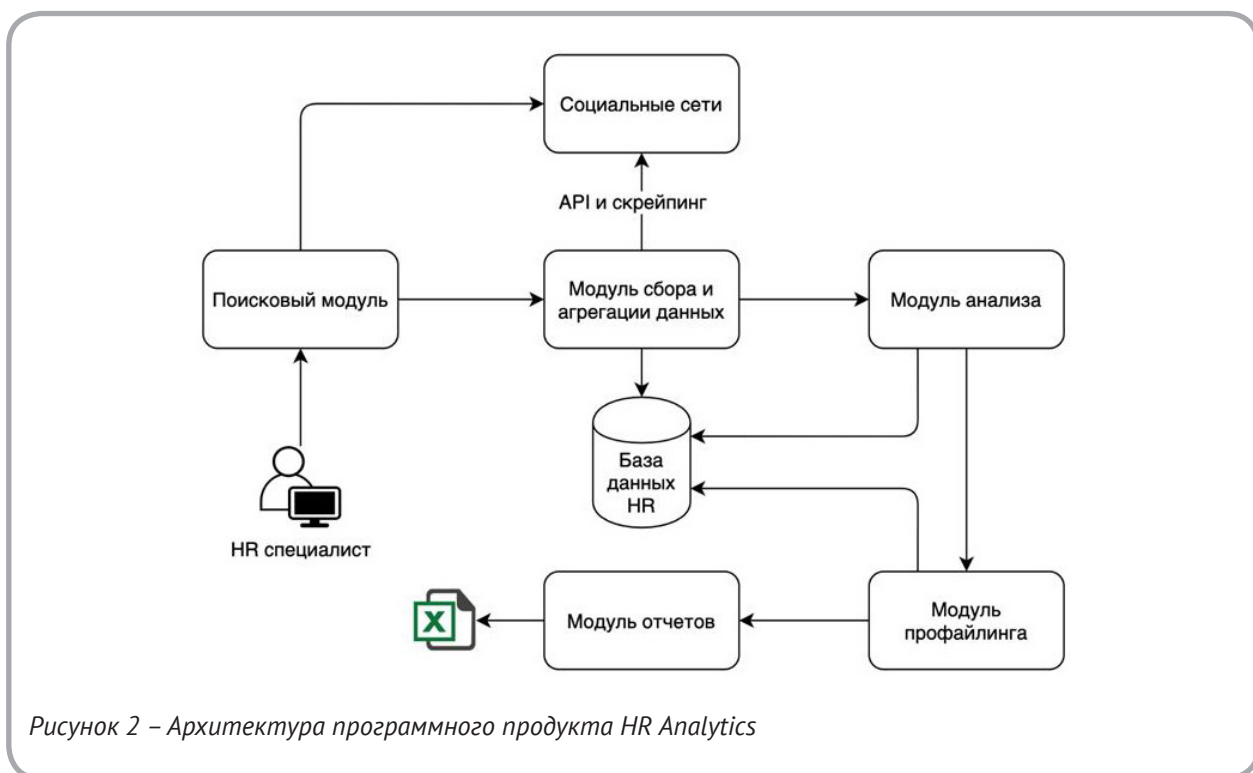 Социальные сети
API и скрейпинг
Поисковый модуль
Модуль сбора и
агрегации данных
Модуль анализа
База
данных
HR
HR специалист
X
Модуль отчетов
Модуль
профайлинга
Рисунок 2 – Архитектура программного продукта HR Analytics